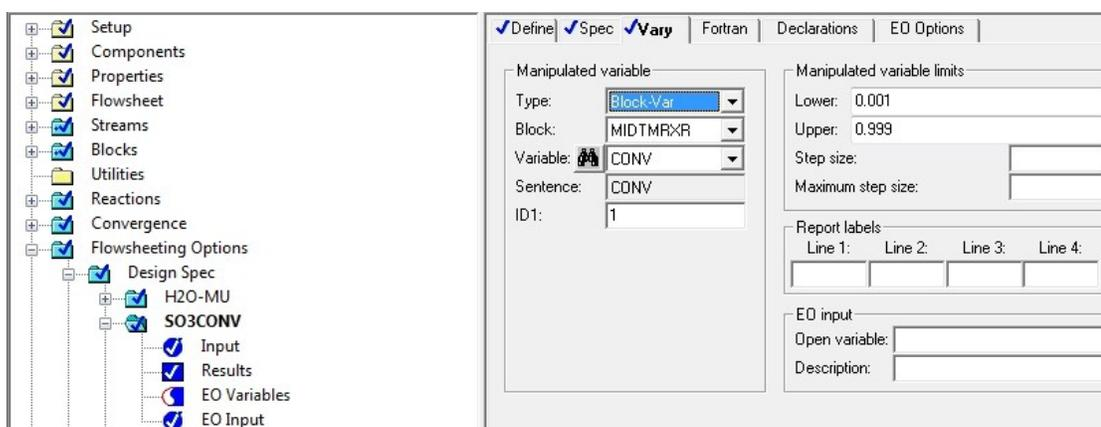 Setup
Components
Properties
Flowsheet
Streams
Blocks
Utilities
Reactions
Convergence
Flowsheeting Options
Design Spec
H2O-MU
SO3CONV
Input
Results
EO Variables
EO Input
Define Spec Vary Fortran Declarations EO Options
Manipulated variable
Type: Block-Var
Block: MIDTMRXR
Variable: CONV
Sentence: CONV
ID1: 1
Manipulated variable limits
Lower: 0.001
Upper: 0.999
Step size:
Maximum step size:
Report labels
Line 1: Line 2: Line 3: Line 4:
EO input
Open variable:
Description: